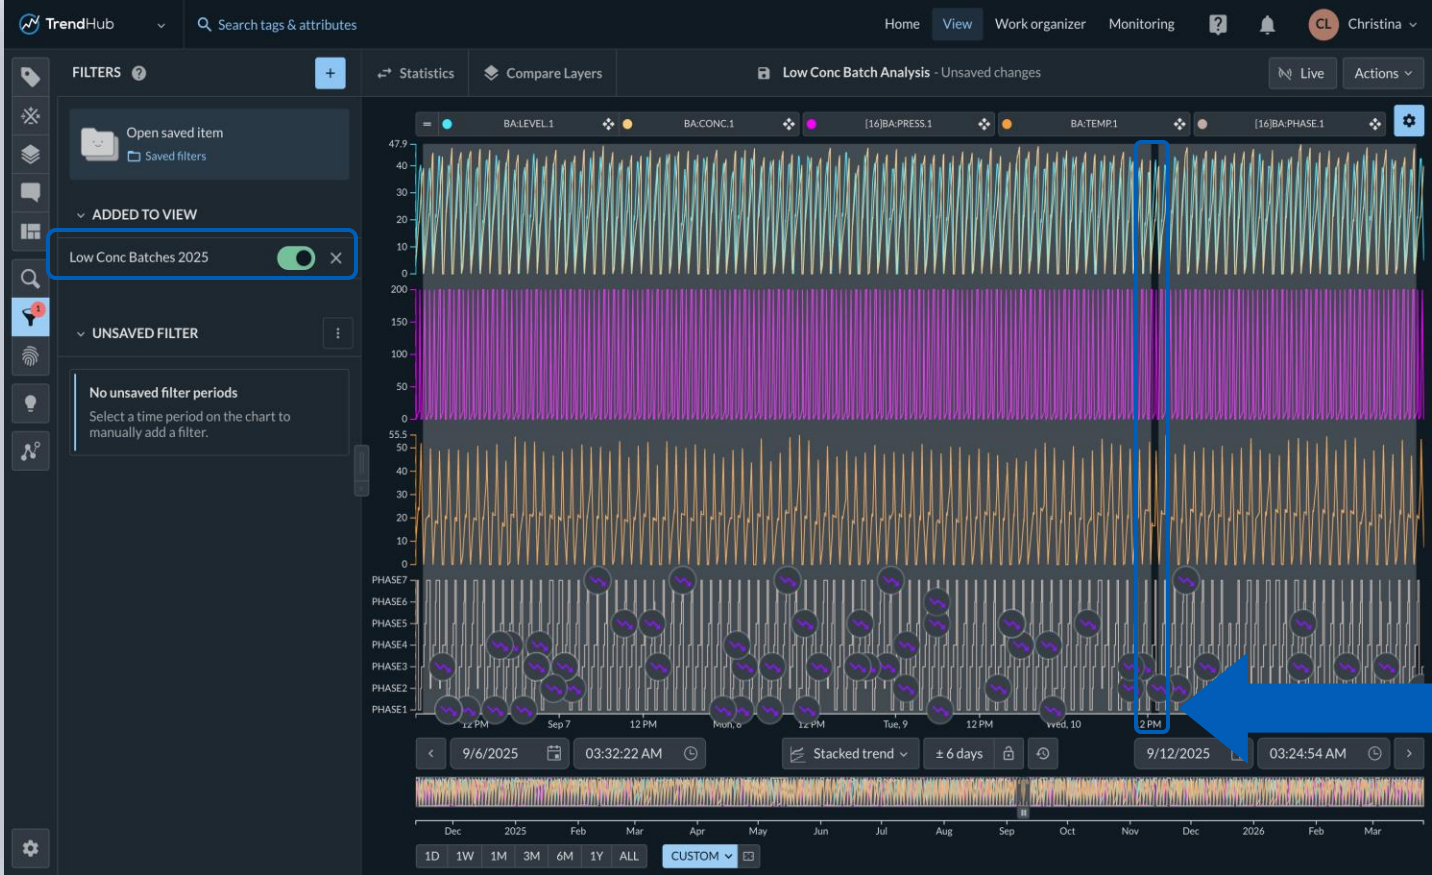 TrendHub
Search tags & attributes
Home
View
Work organizer
Monitoring
?
CL
Christina
FILTERS ?
+
Statistics
Compare Layers
Low Conc Batch Analysis - Unsaved changes
Live
Actions
Open saved item
Saved filters
ADDED TO VIEW
Low Conc Batches 2025
1
UNSAVED FILTER
No unsaved filter periods
Select a time period on the chart to
manually add a filter.
BA:LEVEL.1
BA:CONC.1
[16]BA:PRESS.1
BA:TEMP.1
[16]BA:PHASE.1
47.9
40
30
20
10
0
200
150
100
50
0
55.5
50
40
30
20
10
0
PHASE7
PHASE6
PHASE5
PHASE4
PHASE3
PHASE2
PHASE1
12 PM
Sep 7
12 PM
Mon, 8
12 PM
Tue, 9
12 PM
Wed, 10
12 PM
9/6/2025
03:32:22 AM
Stacked trend
± 6 days
9/12/2025
03:24:54 AM
Dec
2025
Feb
Mar
Apr
May
Jun
Jul
Aug
Sep
Oct
Nov
Dec
2026
Feb
Mar
1D
1W
1M
3M
6M
1Y
ALL
CUSTOM